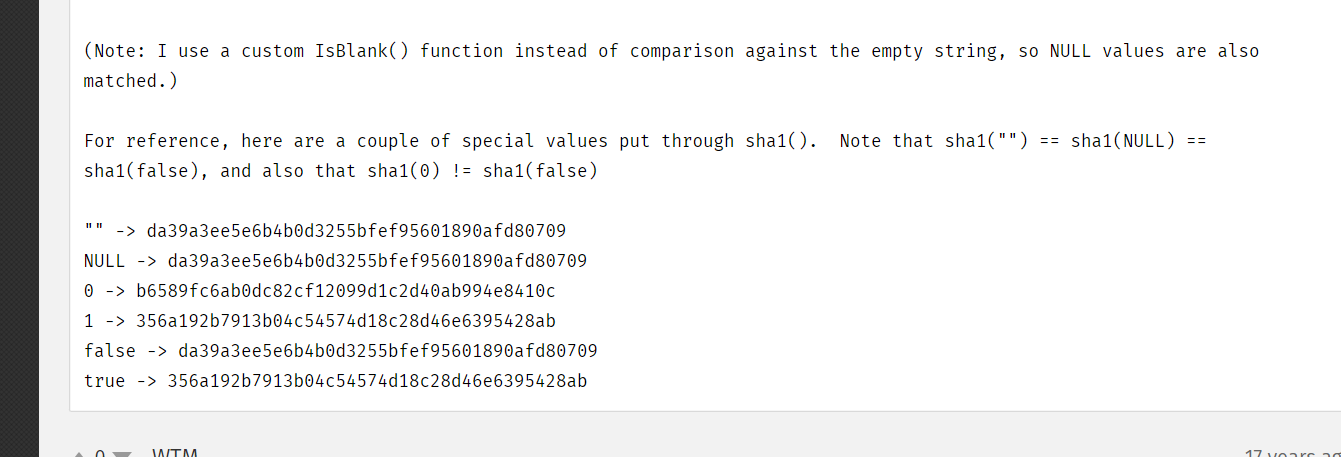 (Note: I use a custom IsBlank() function instead of comparison against the empty string, so NULL values are also
matched.)
For reference, here are a couple of special values put through sha1().  Note that sha1("") == sha1(NULL) ==
sha1(false), and also that sha1(0) != sha1(false)
"" -> da39a3ee5e6b4b0d3255bfef95601890afd80709
NULL -> da39a3ee5e6b4b0d3255bfef95601890afd80709
0 -> b6589fc6ab0dc82cf12099d1c2d40ab994e8410c
1 -> 356a192b7913b04c54574d18c28d46e6395428ab
false -> da39a3ee5e6b4b0d3255bfef95601890afd80709
true -> 356a192b7913b04c54574d18c28d46e6395428ab
0 WTM 17 years